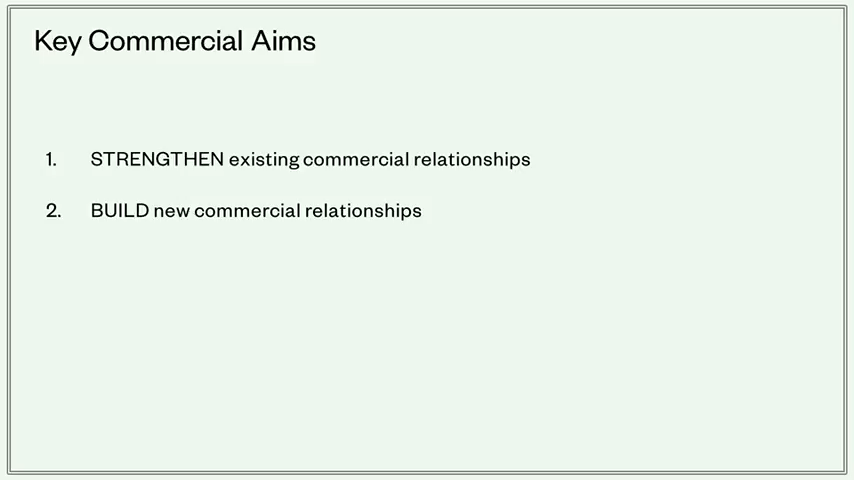 Key Commercial Aims
1. STRENGTHEN existing commercial relationships
2. BUILD new commercial relationships